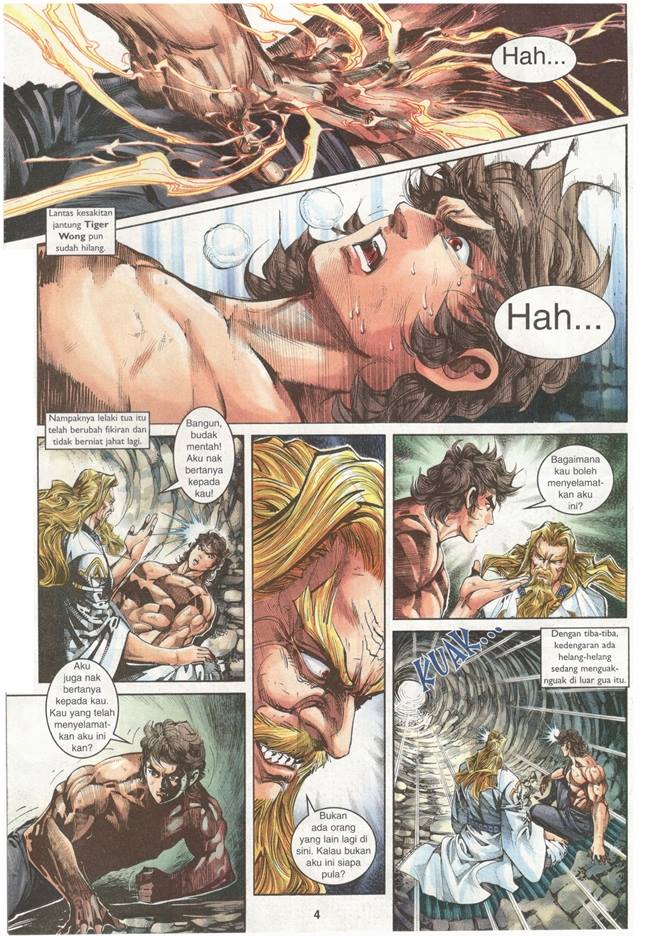 Hah...
Lantas kesakitan
jantung Tiger
Wong pun
sudah hilang.
Hah...
Nampaknya lelaki tua itu
telah berubah fikiran dan
tidak berniat jahat lagi.
Bangun,
budak
mentah!
Aku nak
bertanya
kepada
kau!
Aku
juga nak
bertanya
kepada kau.
Kau yang telah
menyelamat-
kan aku ini
kan?
Bukan
ada orang
yang lain lagi di
sini. Kalau bukan
aku ini siapa
pula?
Bagaimana
kau boleh
menyelamat-
kan aku
ini?
Dengan tiba-tiba,
kedengaran ada
helang-helang
sedang menguak-
nguak di luar gua itu.
KUAK...
4